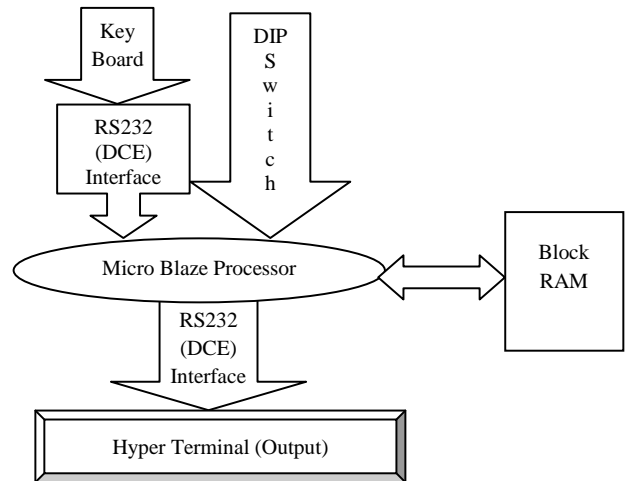 Key
Board
DIP
S
w
i
t
c
h
RS232
(DCE)
Interface
Micro Blaze Processor
Block
RAM
RS232
(DCE)
Interface
Hyper Terminal (Output)